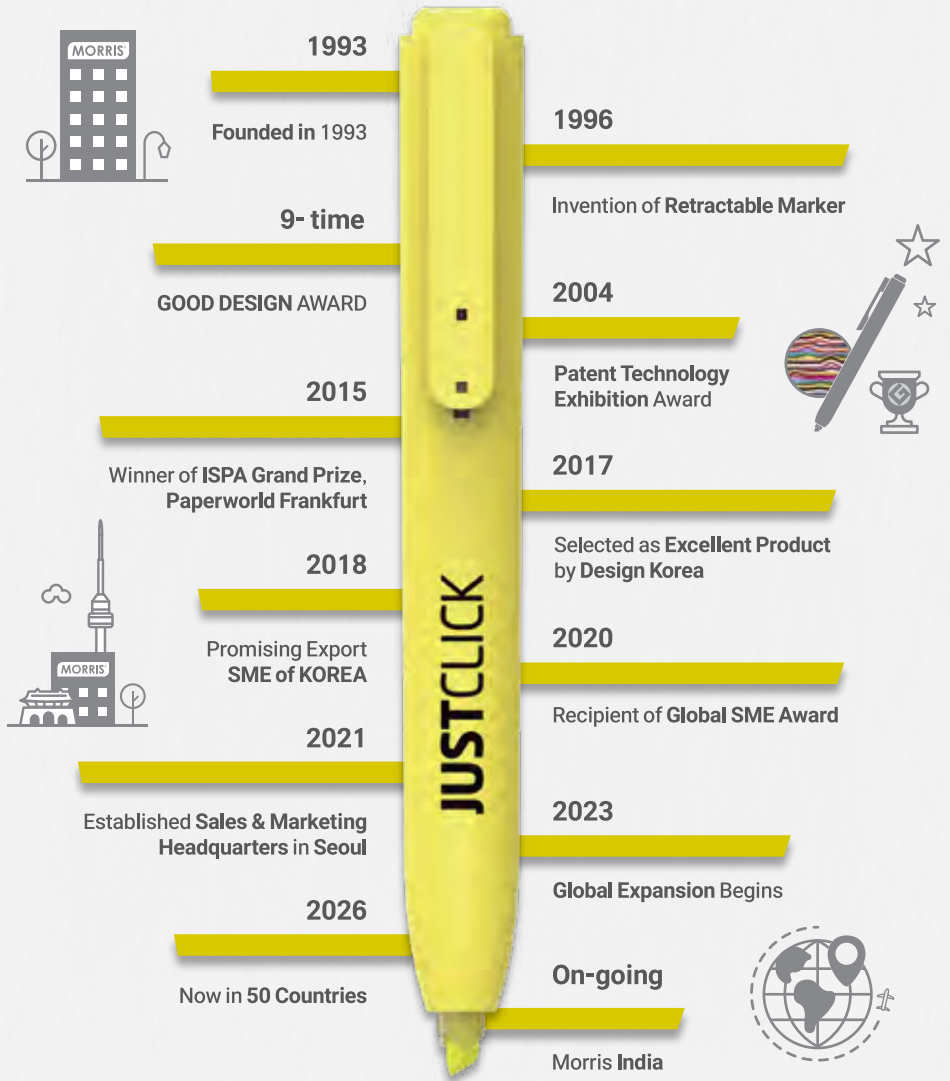 MORRIS
1993
Founded in 1993
1996
Invention of Retractable Marker
9- time
GOOD DESIGN AWARD
2004
Patent Technology
Exhibition Award
2015
Winner of ISPA Grand Prize,
Paperworld Frankfurt
2017
Selected as Excellent Product
by Design Korea
2018
Promising Export
SME of KOREA
MORRIS
2020
Recipient of Global SME Award
2021
Established Sales & Marketing
Headquarters in Seoul
JUSTCLICK
2023
Global Expansion Begins
2026
Now in 50 Countries
On-going
Morris India